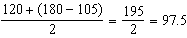 (120 + (180 − 105))/2 = 195/2 = 97.5